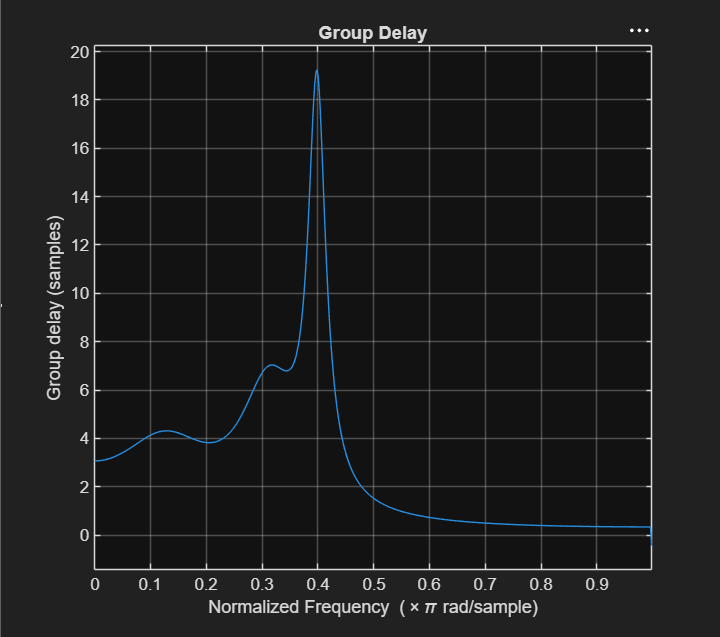 Group Delay
20
18
16
14
12
10
8
6
4
2
0
Group delay (samples)
0 0.1 0.2 0.3 0.4 0.5 0.6 0.7 0.8 0.9
Normalized Frequency ( × π rad/sample)